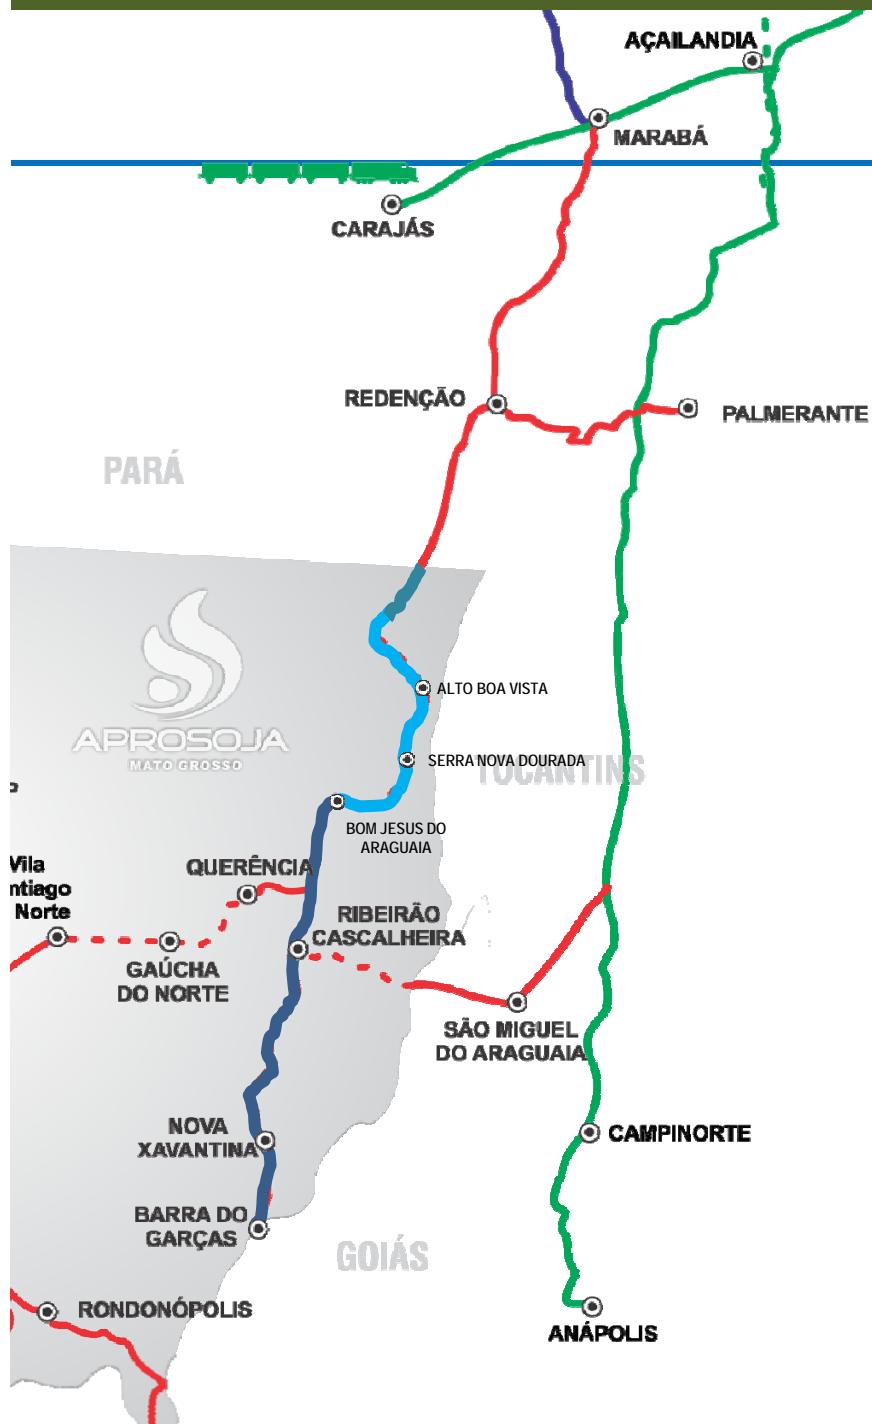 AÇAILANDIA
MARABÁ
CARAJÁS
REDENÇÃO
PALMERANTE
PARÁ
ALTO BOA VISTA
APROSOJA
MATO GROSSO
SERRA NOVA DOURADA
TOCANTINS
BOM JESUS DO
ARAGUAIA
QUERÊNCIA
Vila
ntiago
Norte
RIBEIRÃO
CASCALHEIRA
GAÚCHA
DO NORTE
SÃO MIGUEL
DO ARAGUAIA
NOVA
XAVANTINA
CAMPINORTE
BARRA DO
GARÇAS
GOIÁS
RONDONÓPOLIS
ANÁPOLIS